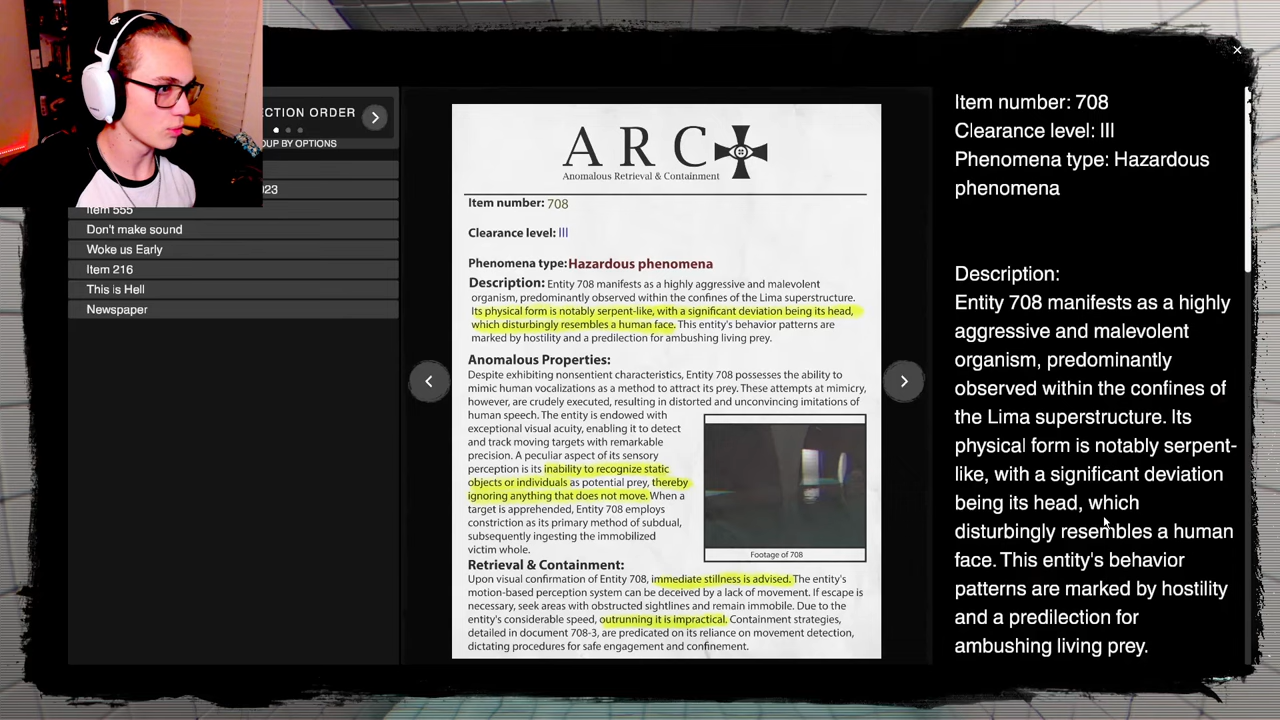 ECTION ORDER
OUP BY OPTIONS
023
Item 555
Don't make sound
Woke us Early
Item 216
This is Hell
Newspaper
ARC
Anomalous Retrieval & Containment
Item number: 708
Clearance level: III
Phenomena type: Hazardous phenomena
Description: Entity 708 manifests as a highly aggressive and malevolent
organism, predominantly observed within the confines of the Lima superstructure.
Its physical form is notably serpent-like, with a significant deviation being its head,
which disturbingly resembles a human face. This entity's behavior patterns are
marked by hostility and a predilection for ambushing living prey.
Anomalous Properties:
Despite exhibiting nonsentient characteristics, Entity 708 possesses the ability to
mimic human vocalizations as a method to attract its prey. These attempts at mimicry,
however, are crudely executed, resulting in distorted and unconvincing imitations of
human speech. The entity is endowed with
exceptional visual acuity, enabling it to detect
and track moving targets with remarkable
precision. A peculiar aspect of its sensory
perception is its inability to recognize static
objects or individuals as potential prey, thereby
ignoring anything that does not move. When a
target is apprehended, Entity 708 employs
constriction as its primary method of subdual,
subsequently ingesting the immobilized
victim whole.
Footage of 708
Retrieval & Containment:
Upon visual confirmation of Entity 708, immediate stillness is advised. The entity's
motion-based perception system can be deceived by a lack of movement. If escape is
necessary, seek areas with obstructed sightlines and remain immobile. Due to the
entity's considerable speed, outrunning it is impractical. Containment strategies,
detailed in document 708-3, are predicated on its reliance on movement detection,
dictating procedures for safe engagement and confinement.
Item number: 708
Clearance level: III
Phenomena type: Hazardous
phenomena
Description:
Entity 708 manifests as a highly
aggressive and malevolent
organism, predominantly
observed within the confines of
the Lima superstructure. Its
physical form is notably serpent-
like, with a significant deviation
being its head, which
disturbingly resembles a human
face. This entity's behavior
patterns are marked by hostility
and a predilection for
ambushing living prey.